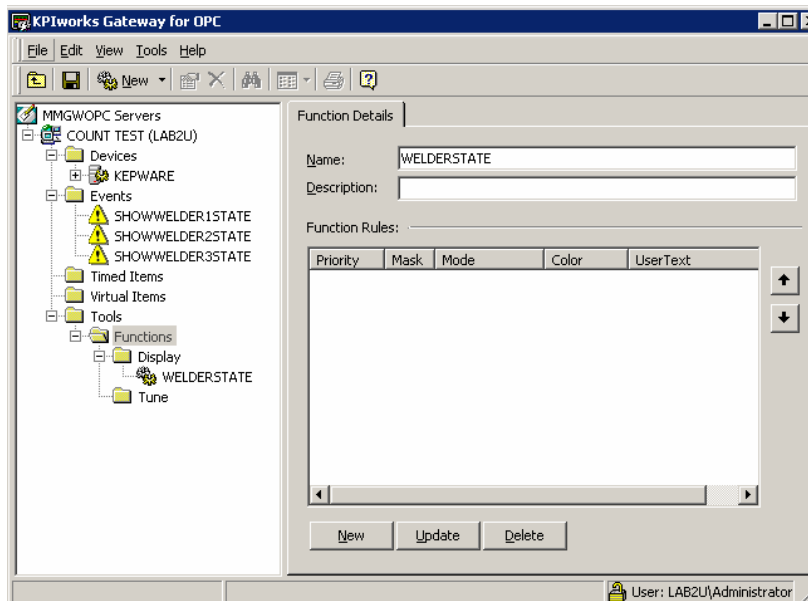 KPIworks Gateway for OPC
File Edit View Tools Help
New
MMGWOPC Servers
COUNT TEST (LAB2U)
Devices
KEPWARE
Events
SHOWWELDER1STATE
SHOWWELDER2STATE
SHOWWELDER3STATE
Timed Items
Virtual Items
Tools
Functions
Display
WELDERSTATE
Tune
Function Details
Name: WELDERSTATE
Description:
Function Rules:
Priority Mask Mode Color UserText
New Update Delete
User: LAB2U\Administrator